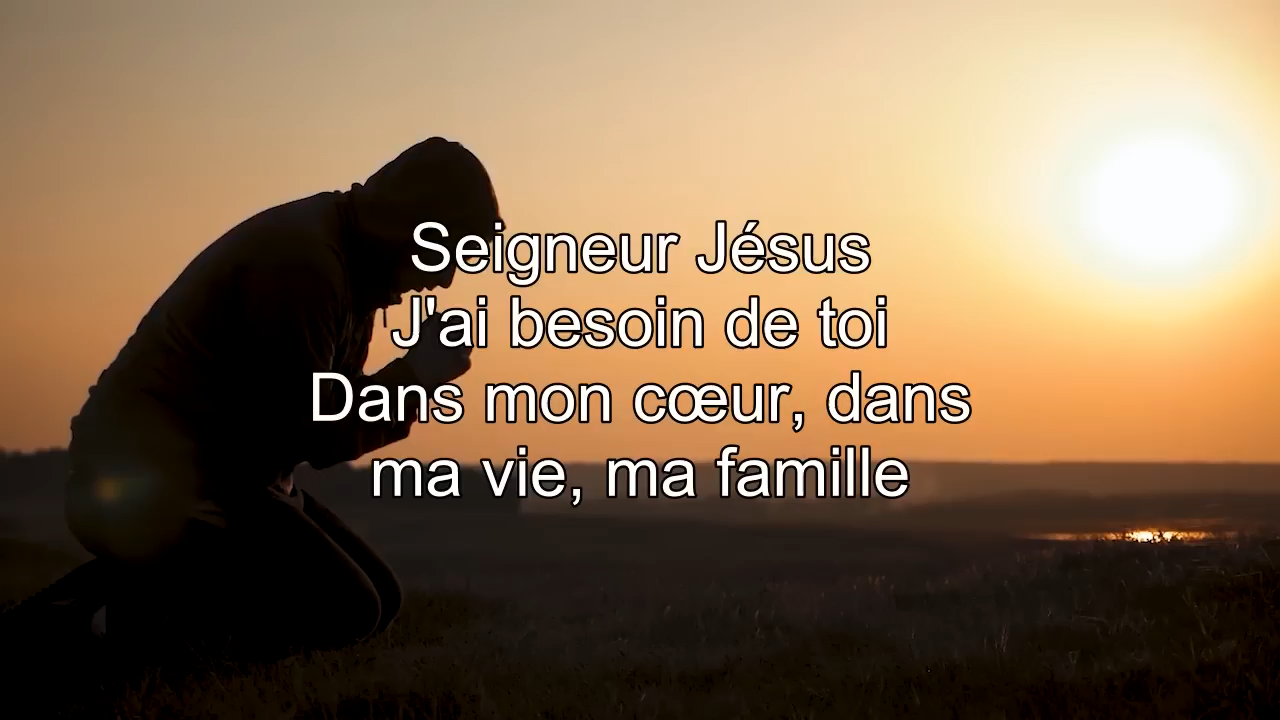 Seigneur Jésus
J'ai besoin de toi
Dans mon cœur, dans
ma vie, ma famille